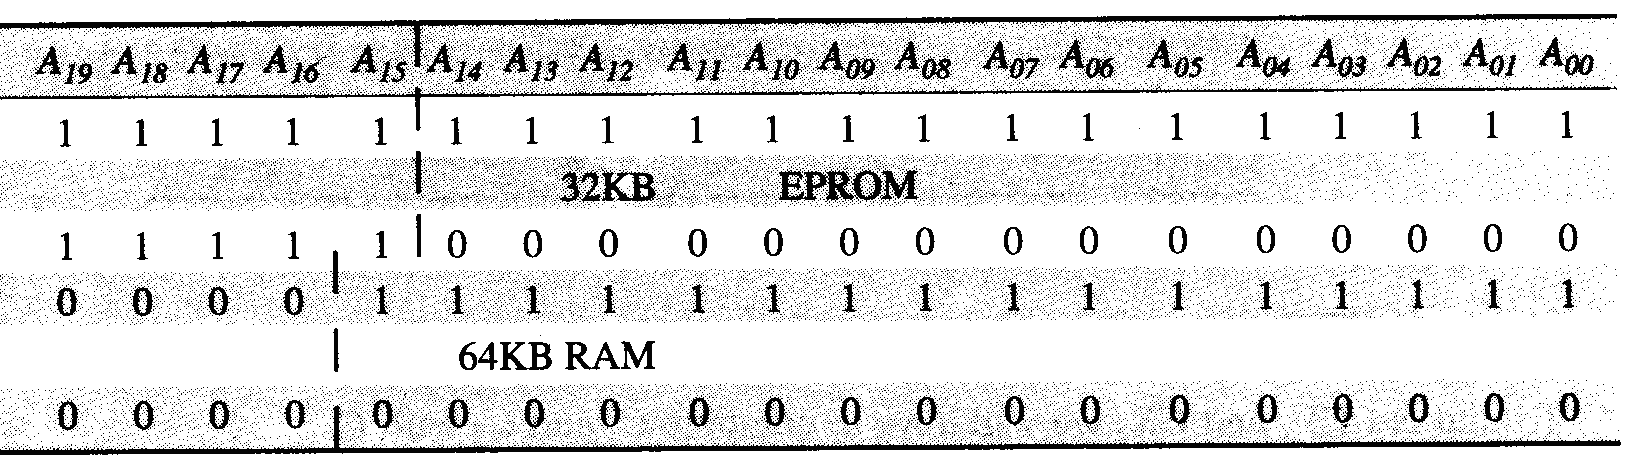 A19 A18 A17 A16 A15 A14 A13 A12 A11 A10 A09 A08 A07 A06 A05 A04 A03 A02 A01 A00
1 1 1 1 1 1 1 1 1 1 1 1 1 1 1 1 1 1 1 1
32KB EPROM
1 1 1 1 1 0 0 0 0 0 0 0 0 0 0 0 0 0 0 0
0 0 0 0 1 1 1 1 1 1 1 1 1 1 1 1 1 1 1 1
64KB RAM
0 0 0 0 0 0 0 0 0 0 0 0 0 0 0 0 0 0 0 0